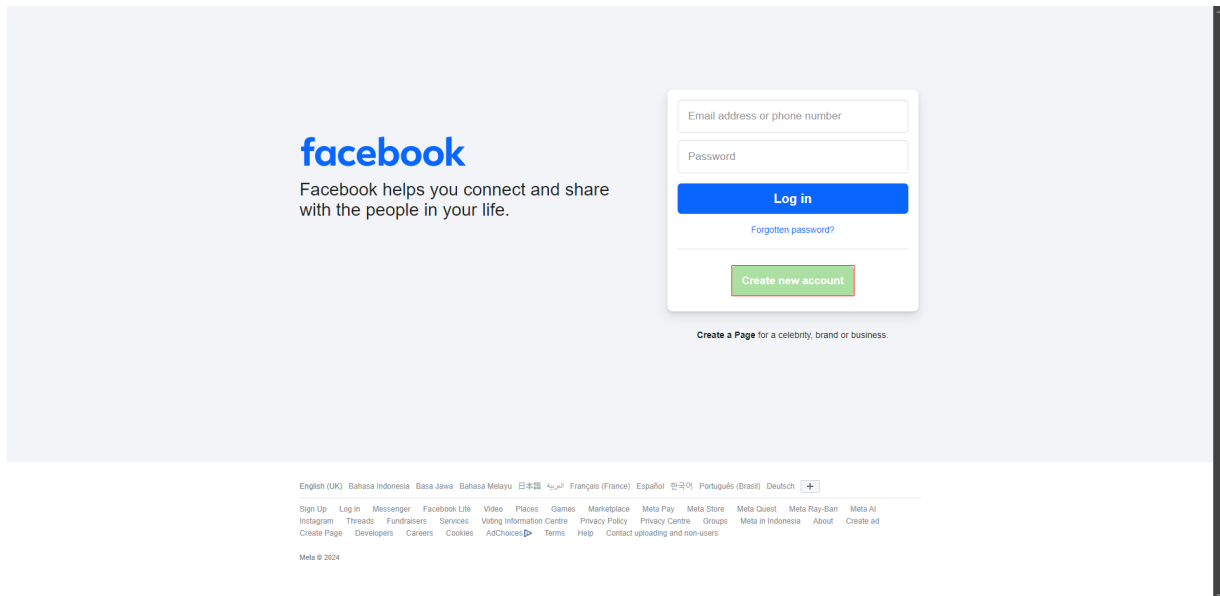 facebook
Facebook helps you connect and share
with the people in your life.
Email address or phone number
Password
Log in
Forgotten password?
Create new account
Create a Page for a celebrity, brand or business.
English (UK) Bahasa Indonesia Basa Jawa Bahasa Melayu 日本語 العربية Français (France) Español 한국어 Português (Brasil) Deutsch +
Sign Up Log in Messenger Facebook Lite Video Places Games Marketplace Meta Pay Meta Store Meta Quest Meta Ray-Ban Meta AI
Instagram Threads Fundraisers Services Voting Information Centre Privacy Policy Privacy Centre Groups Meta in Indonesia About Create ad
Create Page Developers Careers Cookies AdChoices Terms Help Contact uploading and non-users
Meta © 2024